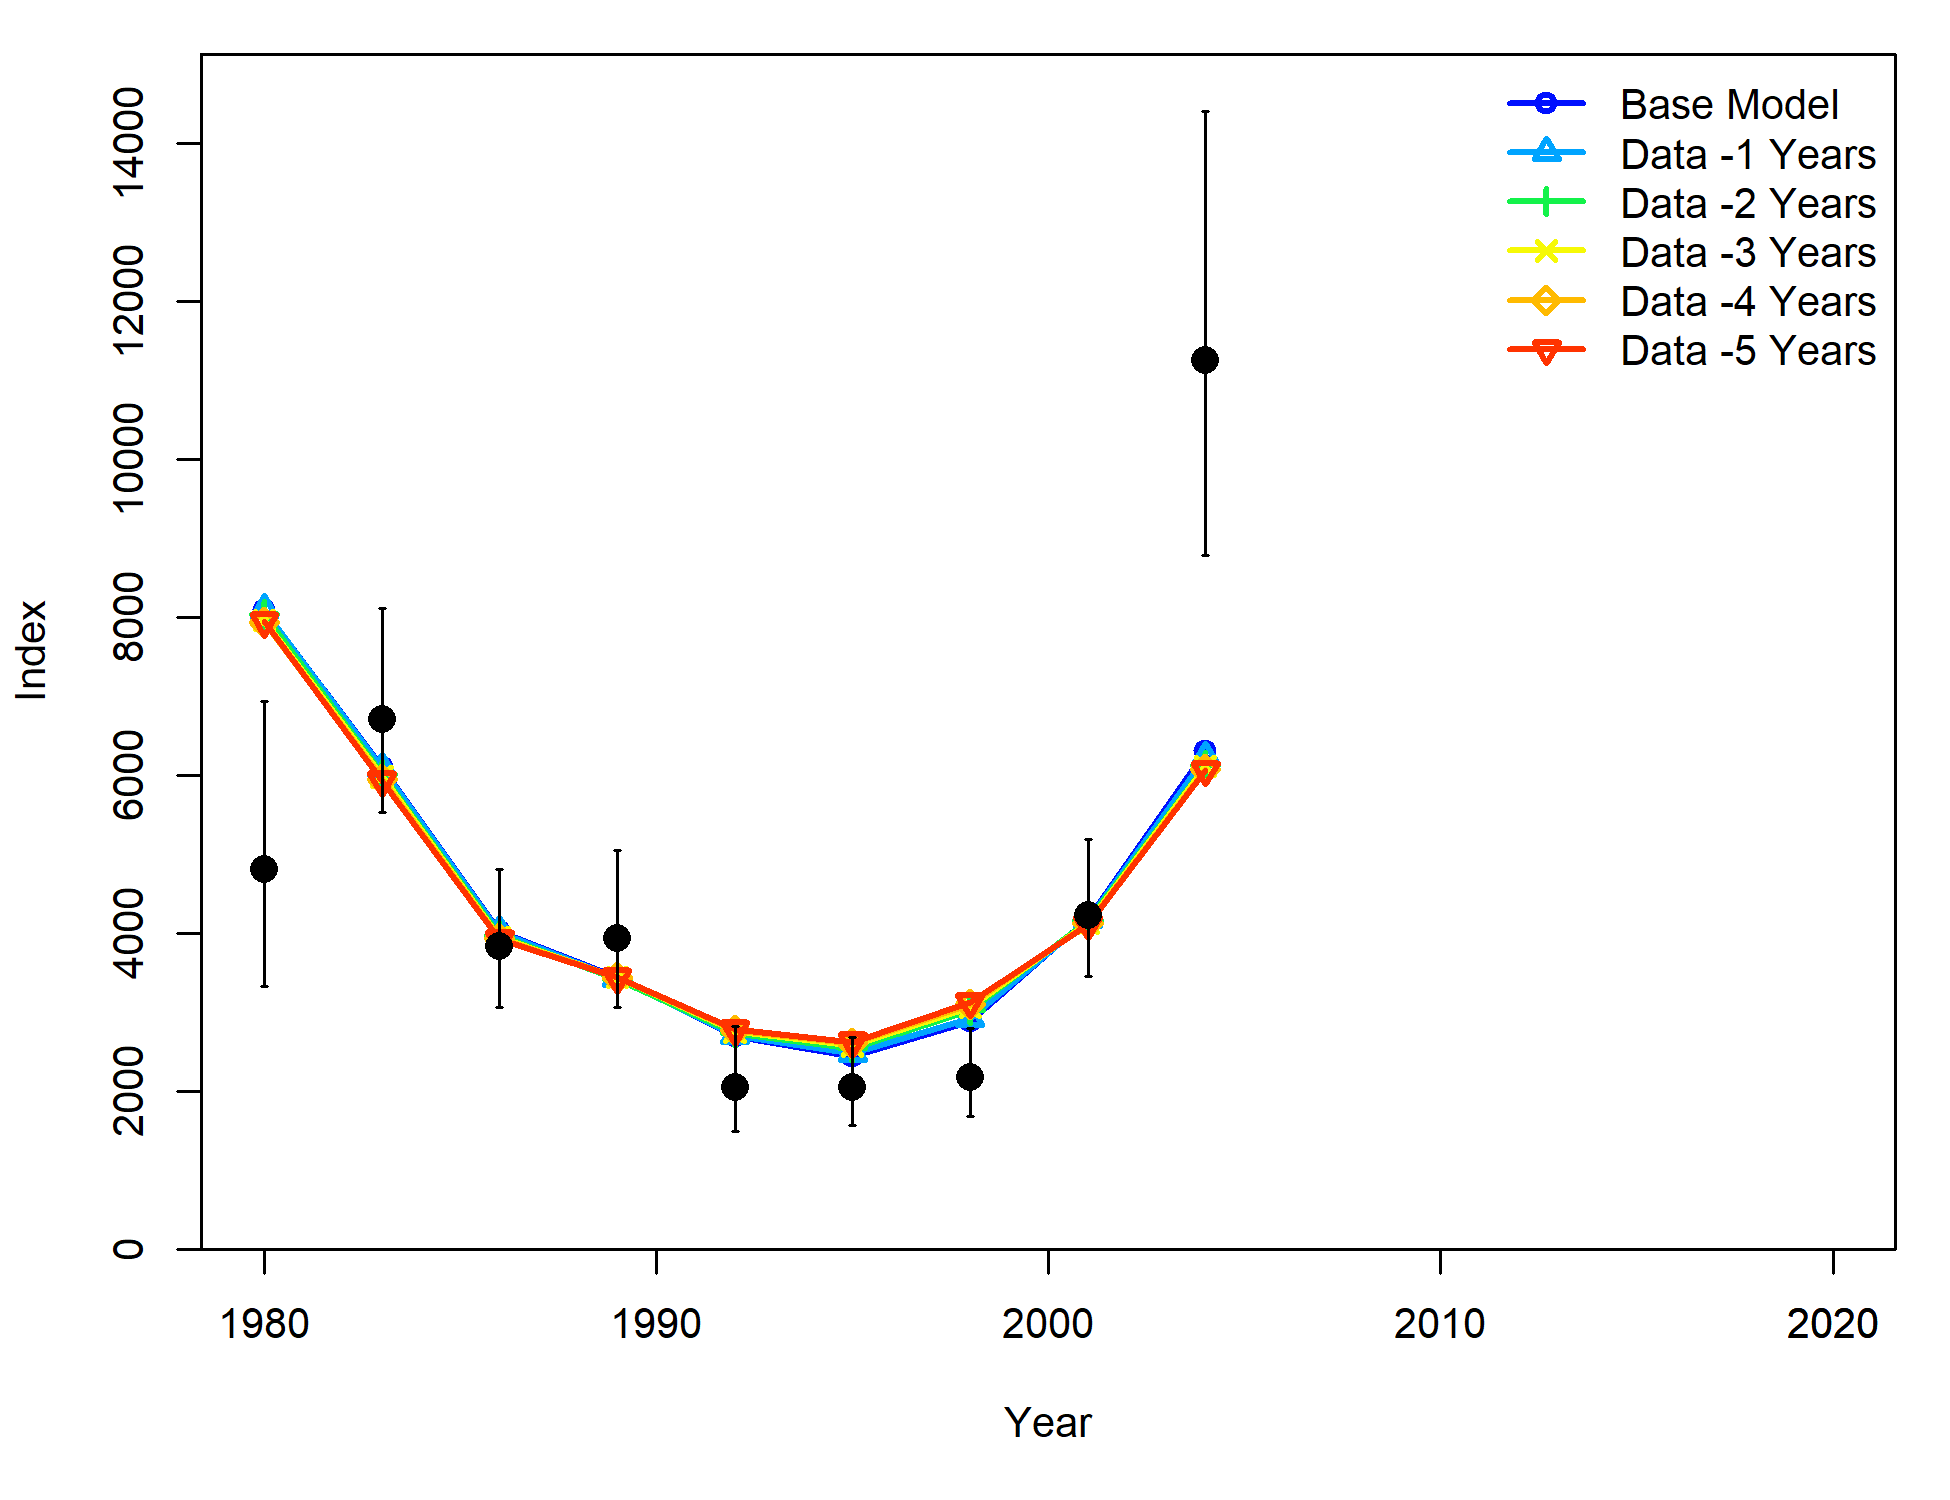 Base Model
Data -1 Years
Data -2 Years
Data -3 Years
Data -4 Years
Data -5 Years
14000
12000
10000
8000
6000
4000
2000
0
Index
1980 1990 2000 2010 2020
Year